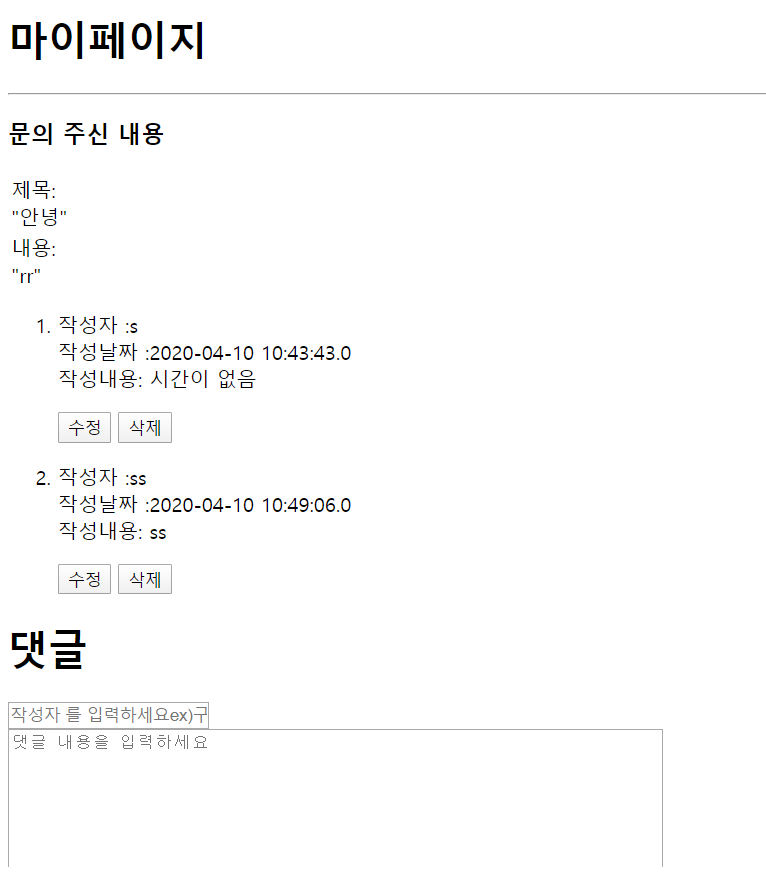 마이페이지
문의 주신 내용
제목:
"안녕"
내용:
"rr"
1. 작성자 :s
작성날짜 :2020-04-10 10:43:43.0
작성내용: 시간이 없음
수정 삭제
2. 작성자 :ss
작성날짜 :2020-04-10 10:49:06.0
작성내용: ss
수정 삭제
댓글
작성자 를 입력하세요ex)구
댓글 내용을 입력하세요